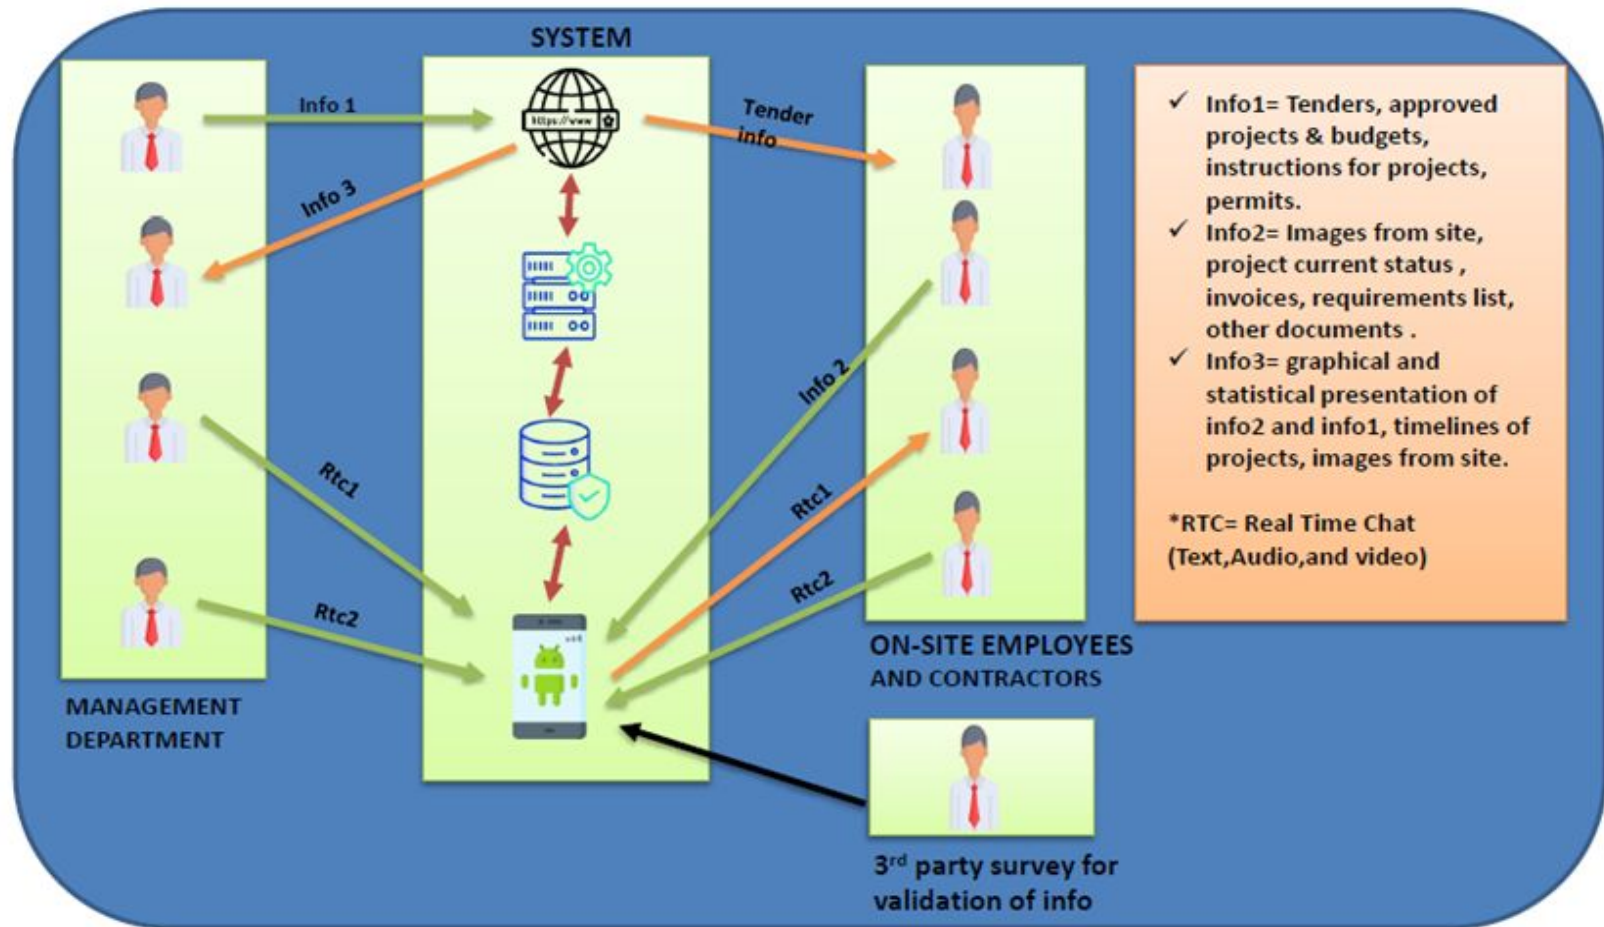 SYSTEM
Info 1
https://www
Tender
info
Info 3
Info 2
Rtc1
Rtc1
Rtc2
Rtc2
MANAGEMENT
DEPARTMENT
ON-SITE EMPLOYEES
AND CONTRACTORS
3rd party survey for
validation of info
✓ Info1= Tenders, approved
projects & budgets,
instructions for projects,
permits.
✓ Info2= Images from site,
project current status ,
invoices, requirements list,
other documents .
✓ Info3= graphical and
statistical presentation of
info2 and info1, timelines of
projects, images from site.
*RTC= Real Time Chat
(Text,Audio,and video)